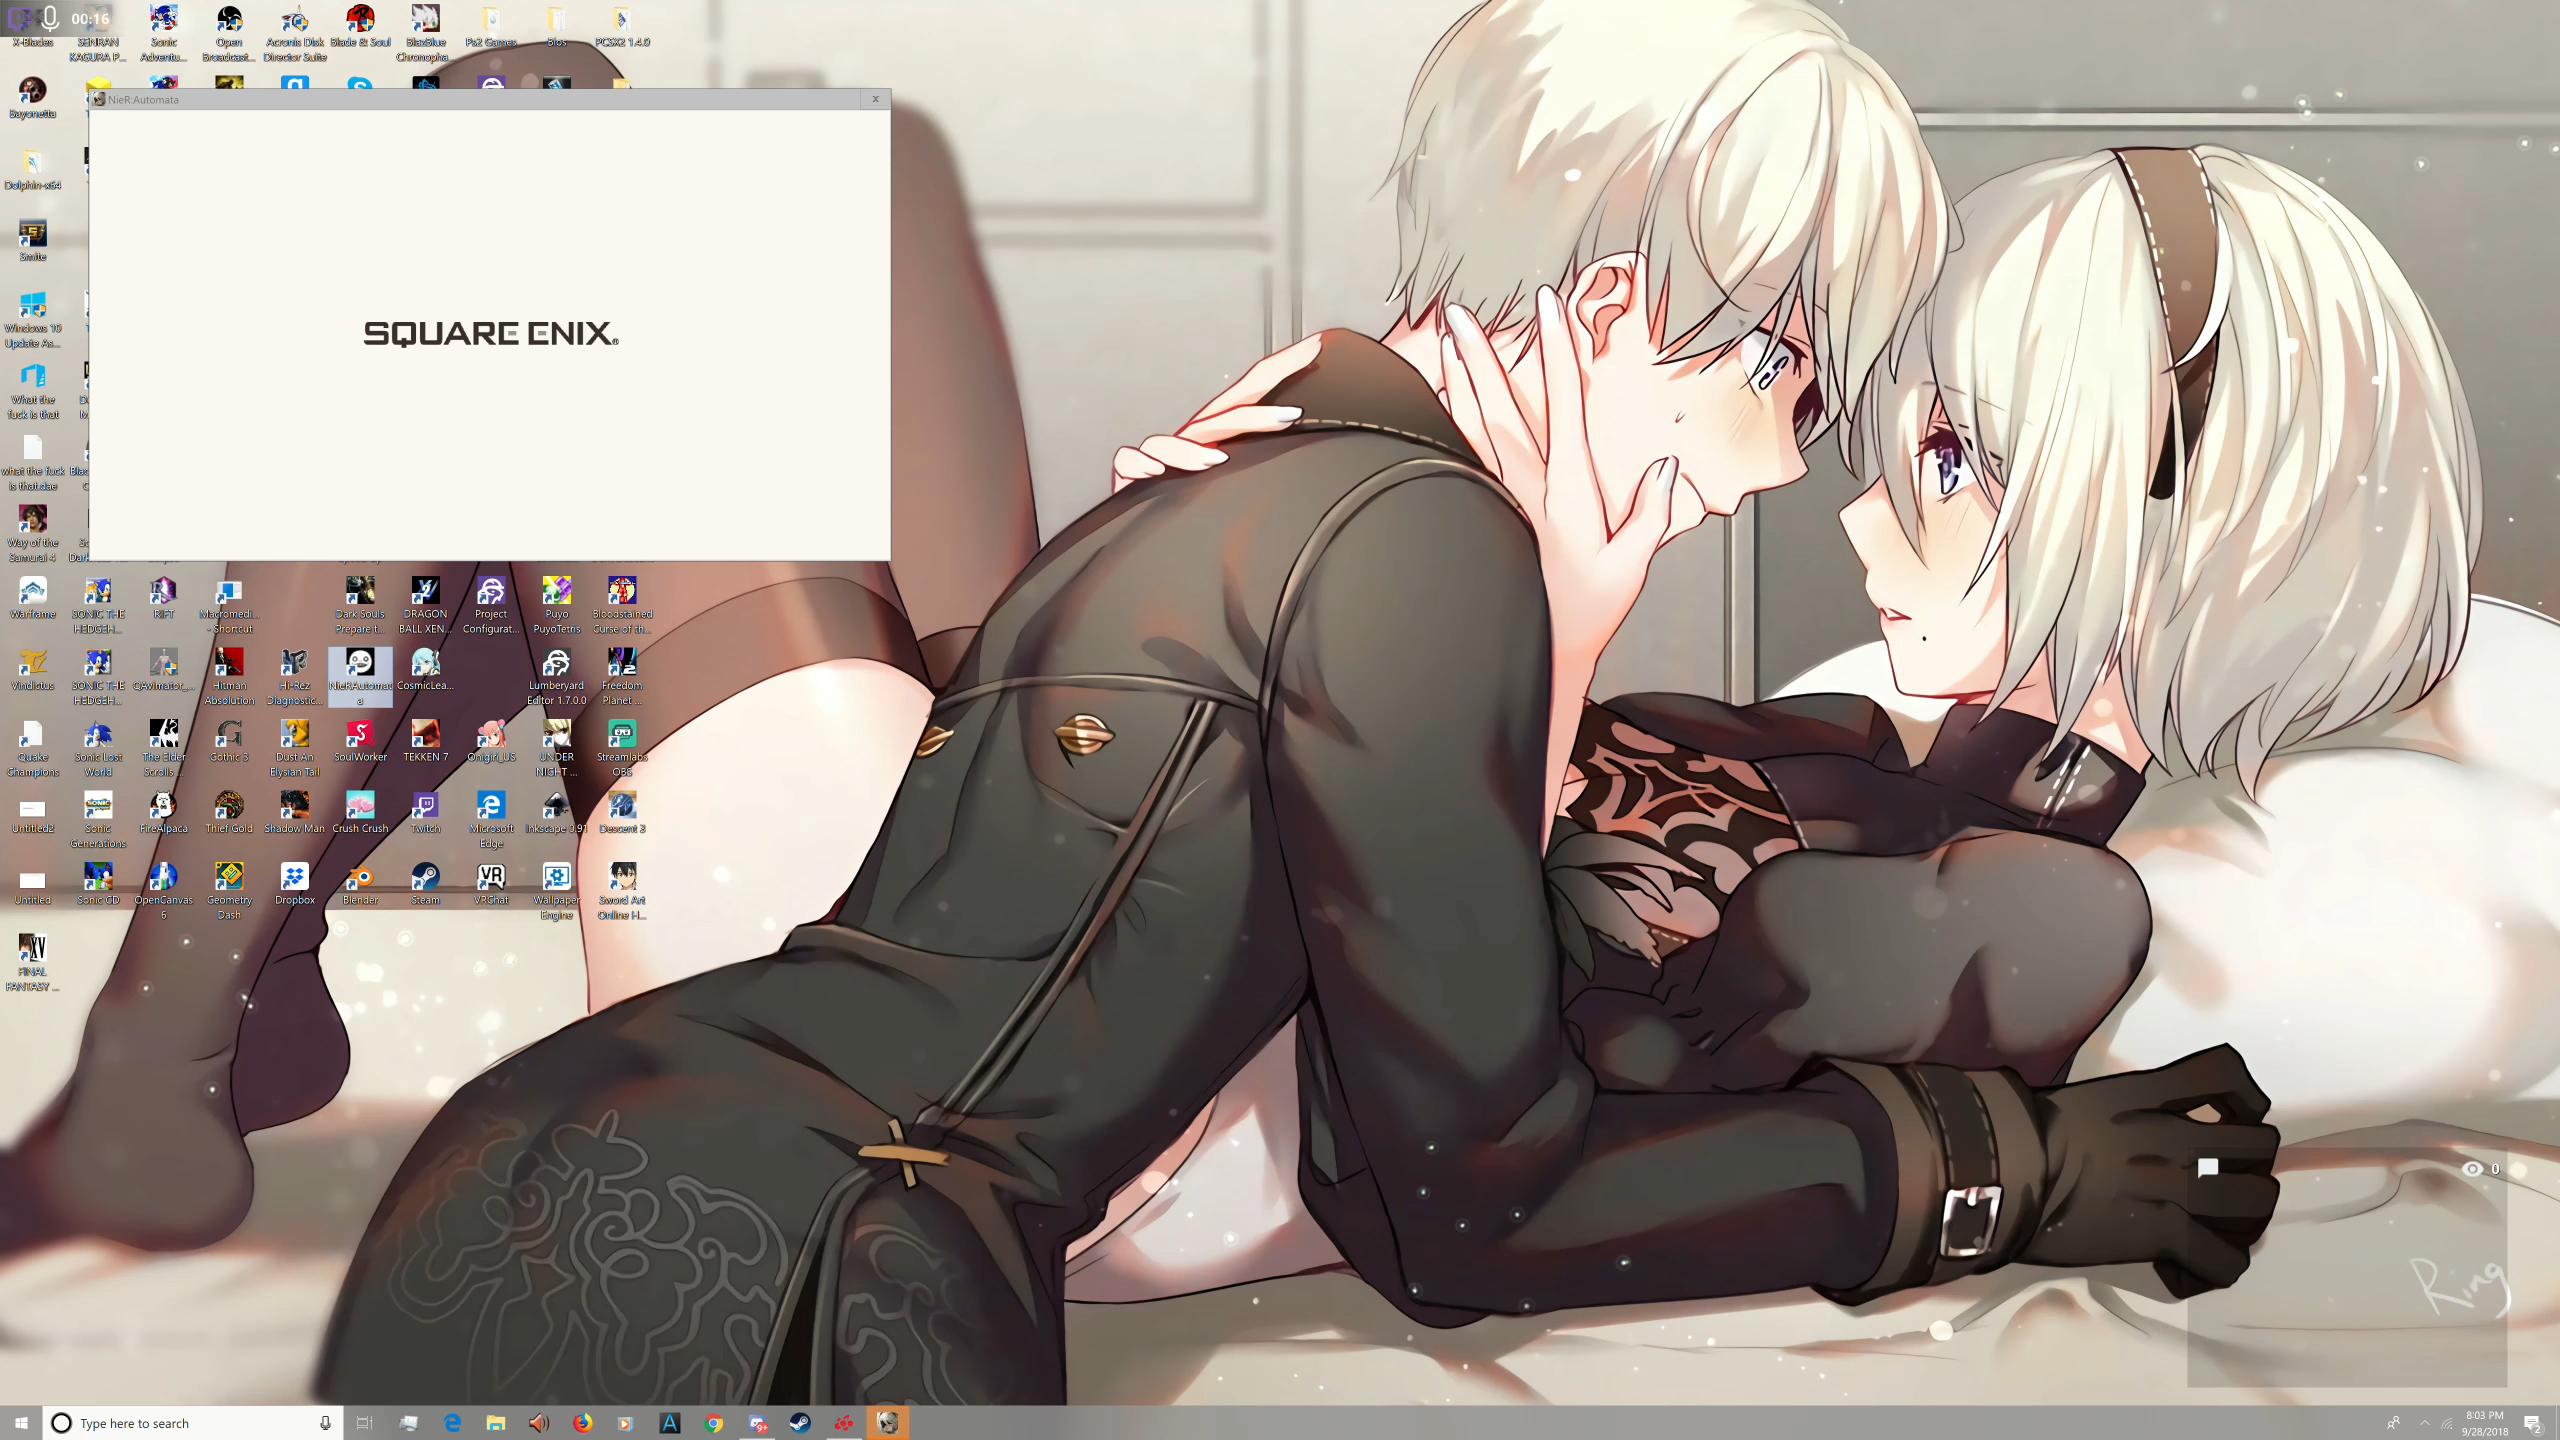 00:16
X-Blades
SENRAN
KAGURA P...
Sonic
Adventu...
Open
Broadcast...
Acronis Disk
Director Suite
Blade & Soul
BlazBlue
Chronopha...
Ps2 Games
Bios
PCSX2 1.4.0
Bayonetta
NieR:Automata
SQUARE ENIX®
Dolphin-x64
Smite
Windows 10
Update As...
What the
fuck is that
what the fuck
is that.dae
Way of the
Samurai 4
Warframe
SONIC THE
HEDGEH...
RIFT
Macromedi...
- Shortcut
Dark Souls
Prepare t...
DRAGON
BALL XEN...
Project
Configurat...
Puyo
PuyoTetris
Bloodstained
Curse of th...
Vindictus
SONIC THE
HEDGEH...
QAvimator_...
Hitman
Absolution
Hi-Rez
Diagnostic...
NieRAutomat
a
CosmicLea...
Lumberyard
Editor 1.7.0.0
Freedom
Planet ...
Quake
Champions
Sonic Lost
World
The Elder
Scrolls ...
Gothic 3
Dust An
Elysian Tail
SoulWorker
TEKKEN 7
Onigiri_US
UNDER
NIGHT ...
Streamlabs
OBS
Untitled2
Sonic
Generations
FireAlpaca
Thief Gold
Shadow Man
Crush Crush
Twitch
Microsoft
Edge
Inkscape 0.91
Descent 3
Untitled
Sonic CD
OpenCanvas
6
Geometry
Dash
Dropbox
Blender
Steam
VRChat
Wallpaper
Engine
Sword Art
Online H...
FINAL
FANTASY ...
0
Ring
Type here to search
8:03 PM
9/28/2018